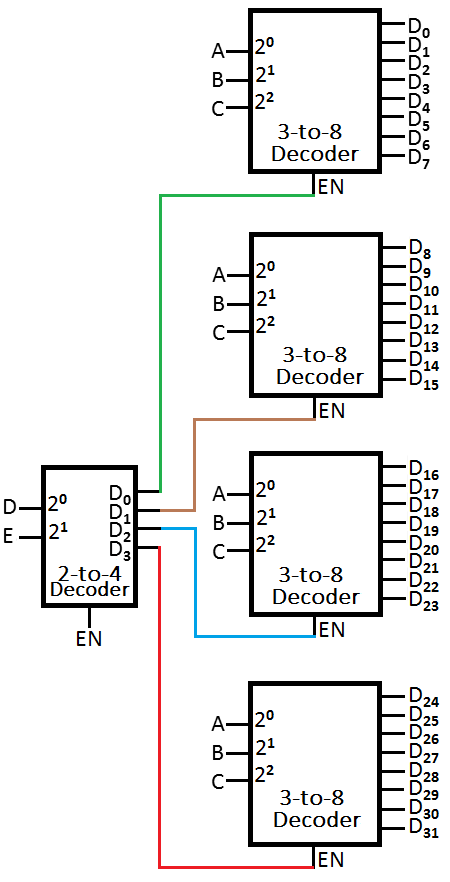 A 2⁰ D₀
B 2¹ D₁
C 2² D₂
D₃
D₄
D₅
D₆
D₇
3-to-8
Decoder
EN
A 2⁰ D₈
B 2¹ D₉
C 2² D₁₀
D₁₁
D₁₂
D₁₃
D₁₄
D₁₅
3-to-8
Decoder
EN
D 2⁰ D₀
E 2¹ D₁
D₂
D₃
2-to-4
Decoder
EN
A 2⁰ D₁₆
B 2¹ D₁₇
C 2² D₁₈
D₁₉
D₂₀
D₂₁
D₂₂
D₂₃
3-to-8
Decoder
EN
A 2⁰ D₂₄
B 2¹ D₂₅
C 2² D₂₆
D₂₇
D₂₈
D₂₉
D₃₀
D₃₁
3-to-8
Decoder
EN